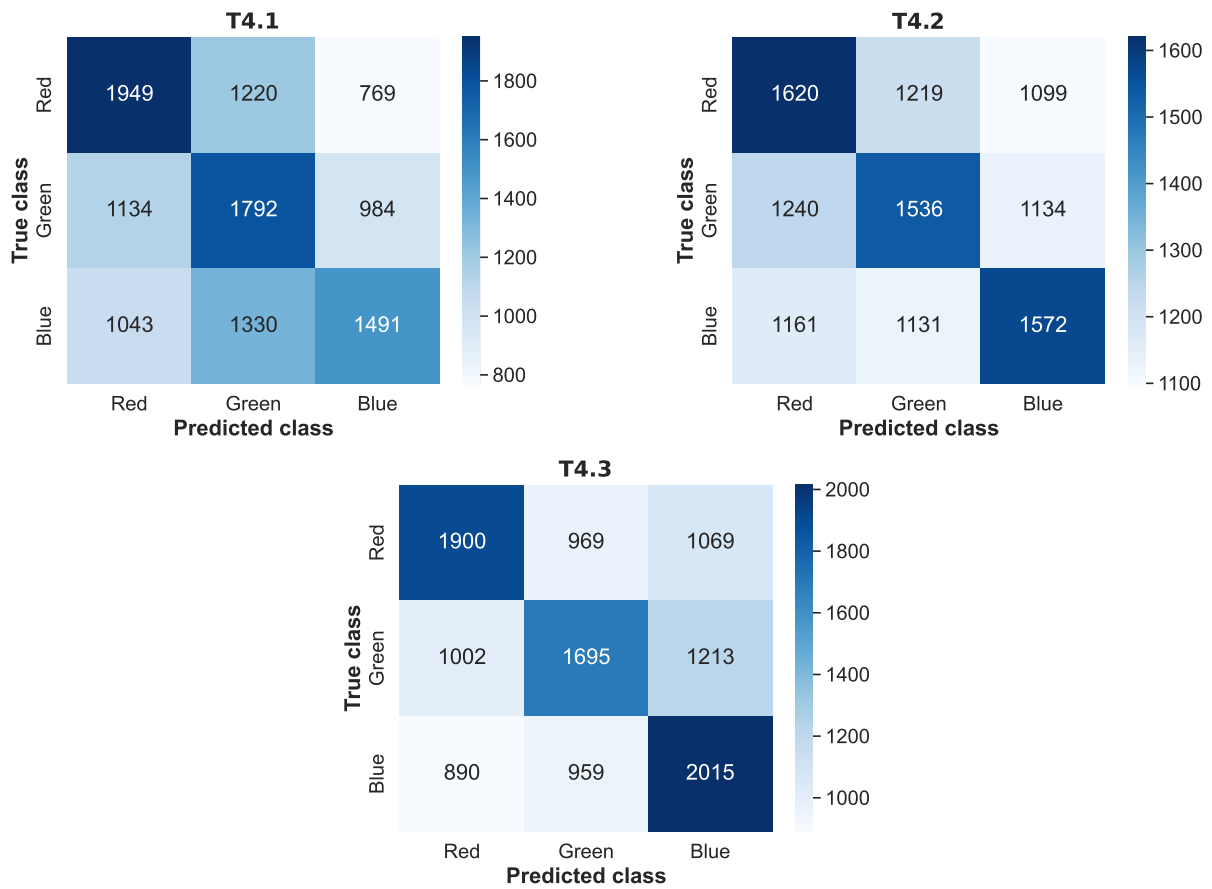 T4.1
Red 1949 1220 769
Green 1134 1792 984
Blue 1043 1330 1491
Red Green Blue
True class
Predicted class
1800
1600
1400
1200
1000
800
T4.2
Red 1620 1219 1099
Green 1240 1536 1134
Blue 1161 1131 1572
Red Green Blue
True class
Predicted class
1600
1500
1400
1300
1200
1100
T4.3
Red 1900 969 1069
Green 1002 1695 1213
Blue 890 959 2015
Red Green Blue
True class
Predicted class
2000
1800
1600
1400
1200
1000